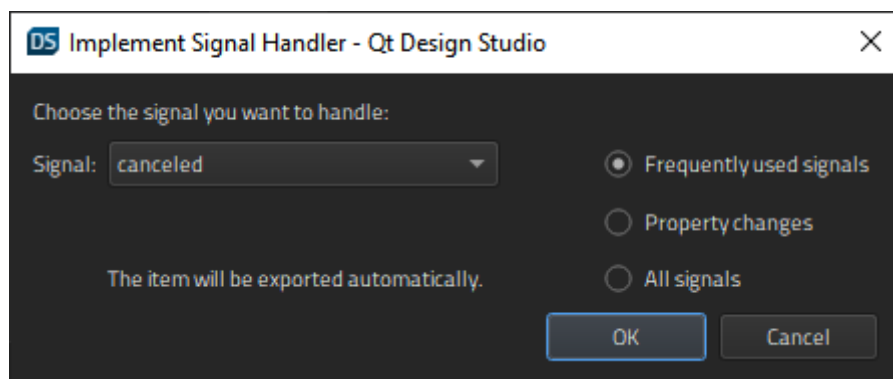 DS Implement Signal Handler - Qt Design Studio
Choose the signal you want to handle:
Signal: canceled
Frequently used signals
Property changes
The item will be exported automatically.
All signals
OK
Cancel